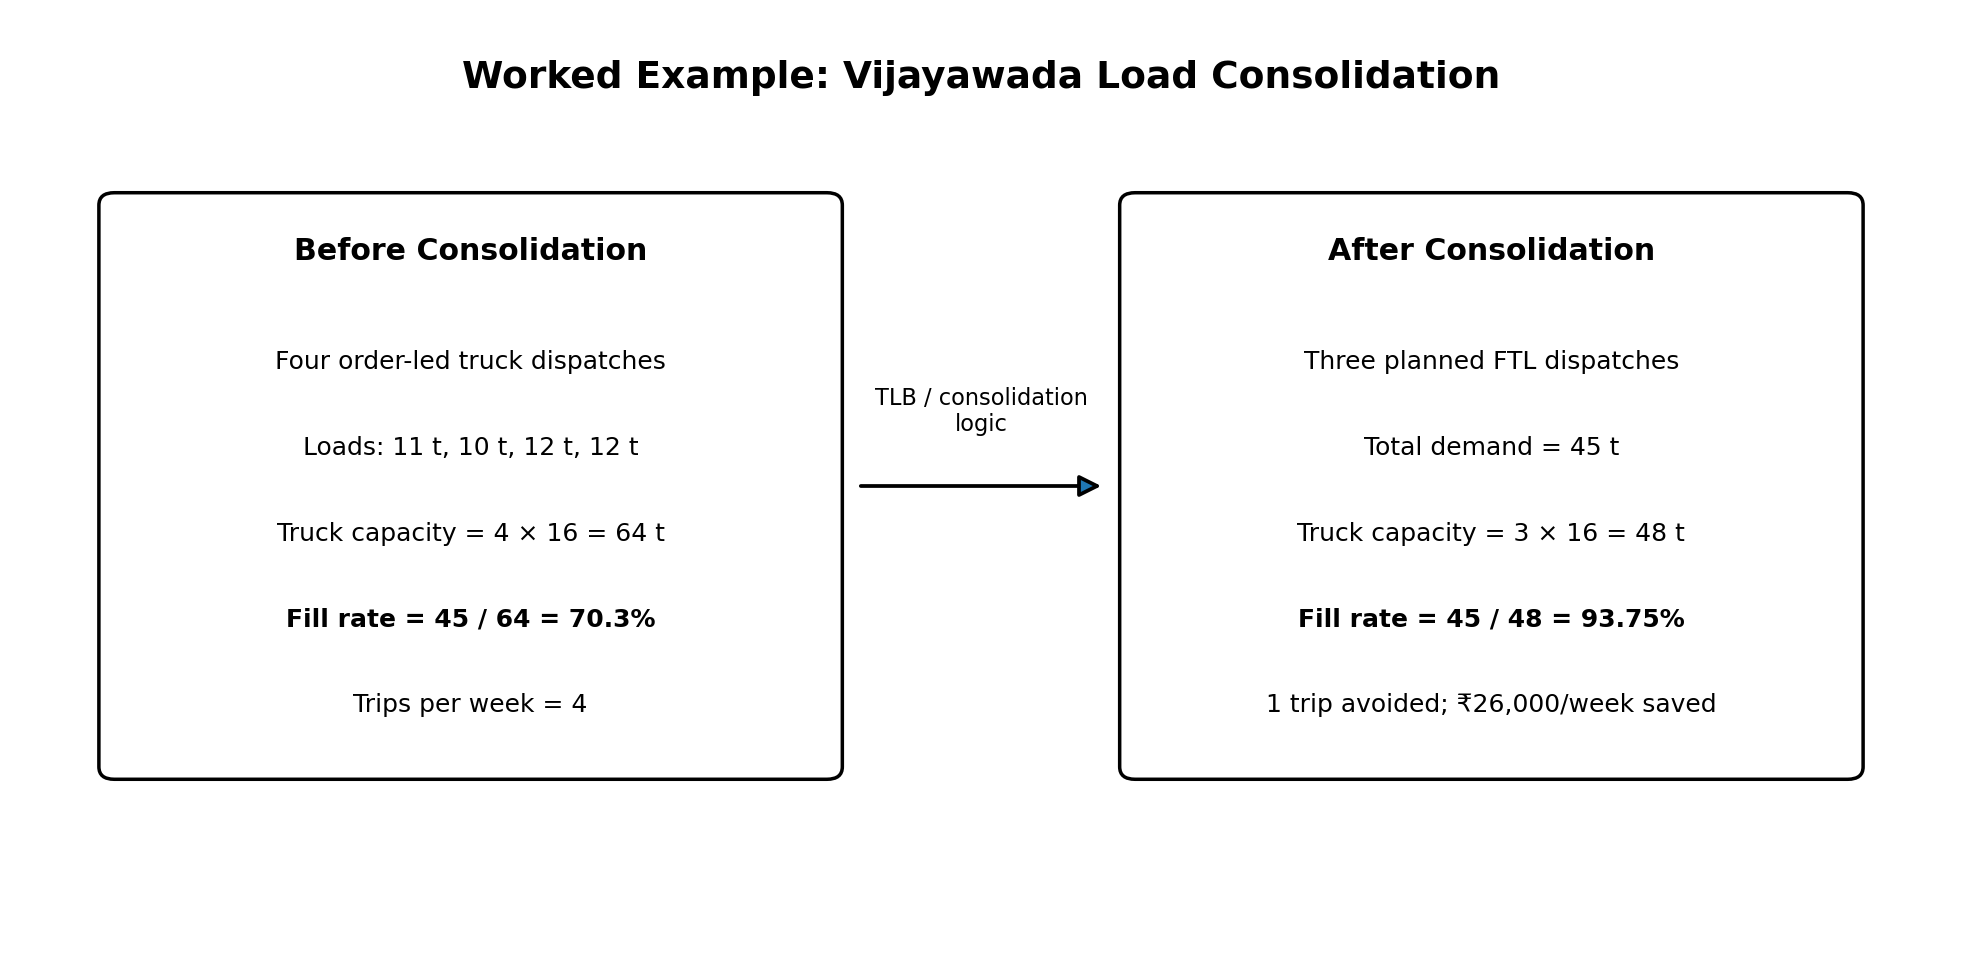 Worked Example: Vijayawada Load Consolidation
Before Consolidation
Four order-led truck dispatches
Loads: 11 t, 10 t, 12 t, 12 t
Truck capacity = 4 × 16 = 64 t
Fill rate = 45 / 64 = 70.3%
Trips per week = 4
TLB / consolidation
logic
After Consolidation
Three planned FTL dispatches
Total demand = 45 t
Truck capacity = 3 × 16 = 48 t
Fill rate = 45 / 48 = 93.75%
1 trip avoided; ₹26,000/week saved